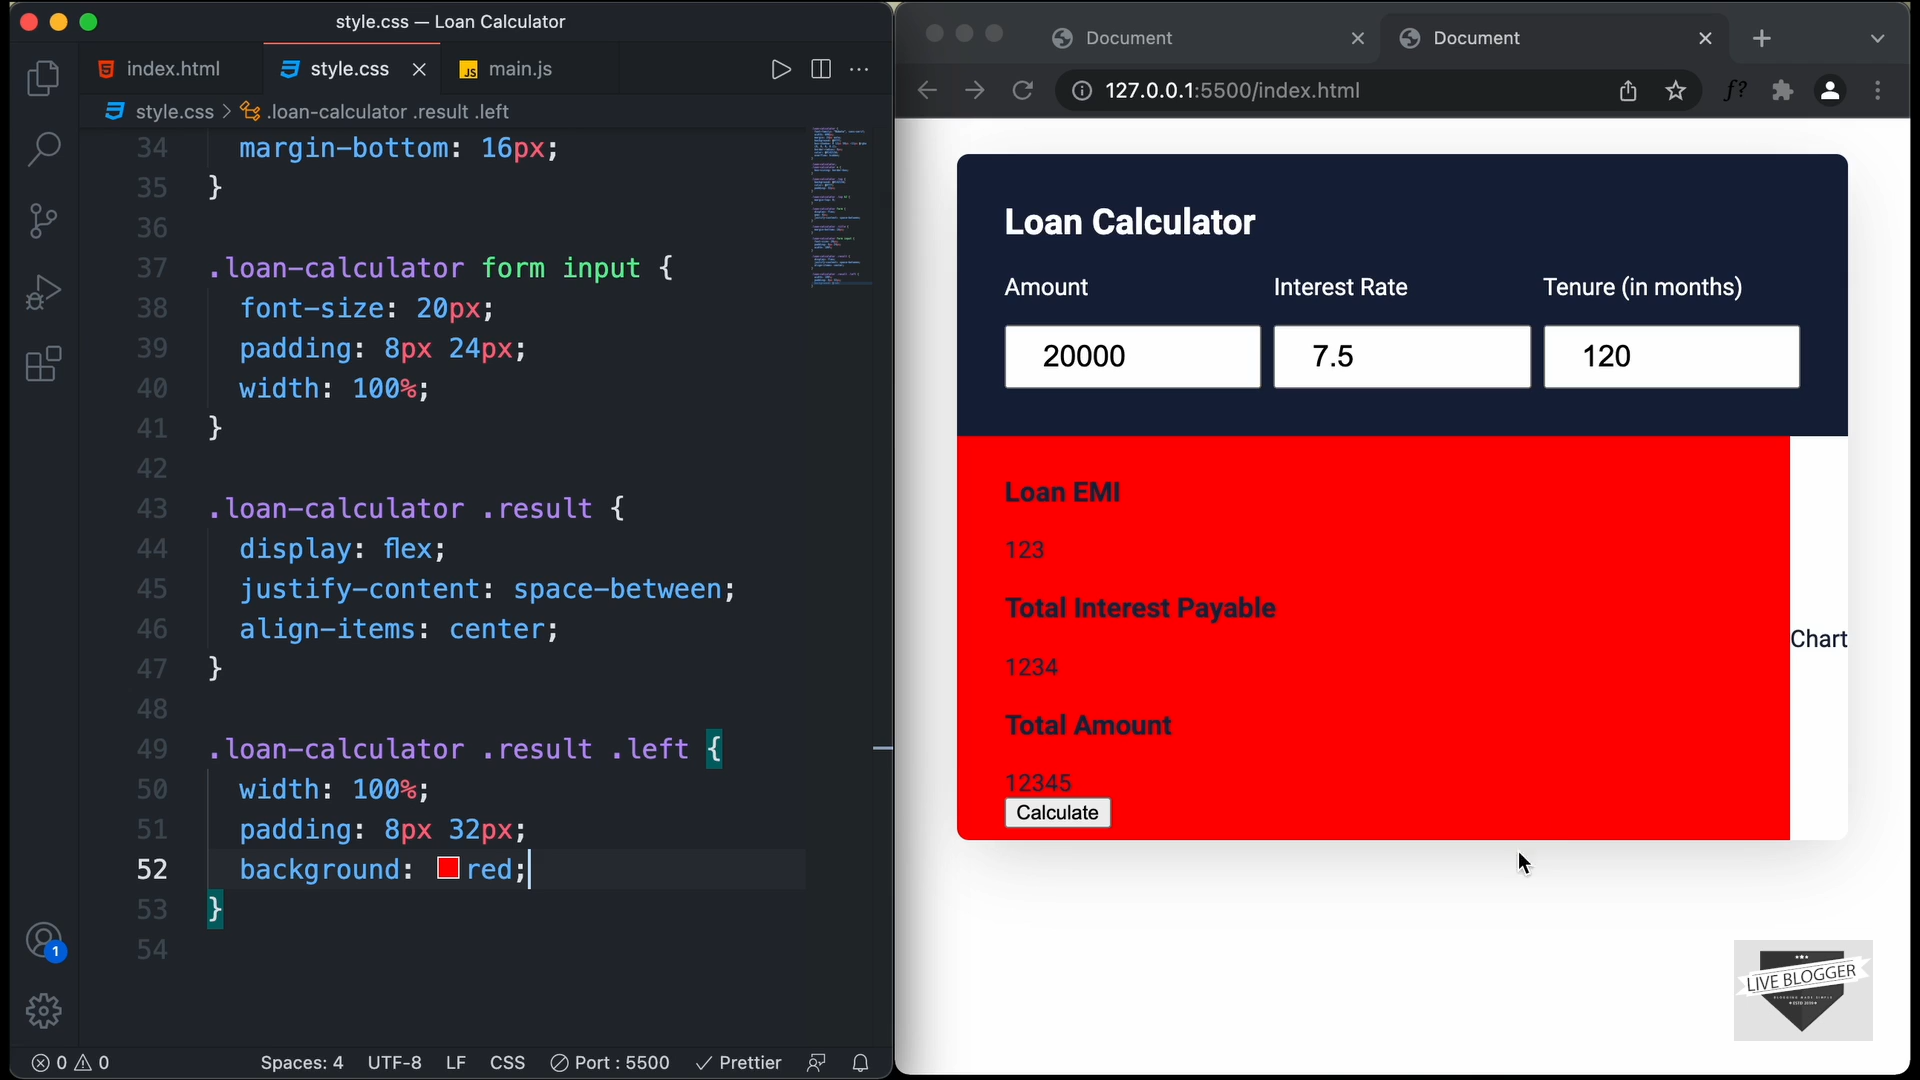 style.css — Loan Calculator
index.html
style.css
JS main.js
style.css > .loan-calculator .result .left
34 margin-bottom: 16px;
35 }
36
37 .loan-calculator form input {
38 font-size: 20px;
39 padding: 8px 24px;
40 width: 100%;
41 }
42
43 .loan-calculator .result {
44 display: flex;
45 justify-content: space-between;
46 align-items: center;
47 }
48
49 .loan-calculator .result .left {
50 width: 100%;
51 padding: 8px 32px;
52 background: red;
53 }
54
1
0 0
Spaces: 4 UTF-8 LF CSS Port : 5500 Prettier
Document
Document
127.0.0.1:5500/index.html
f?
Loan Calculator
Amount Interest Rate Tenure (in months)
20000 7.5 120
Loan EMI
123
Total Interest Payable
1234
Chart
Total Amount
12345
Calculate
LIVE BLOGGER